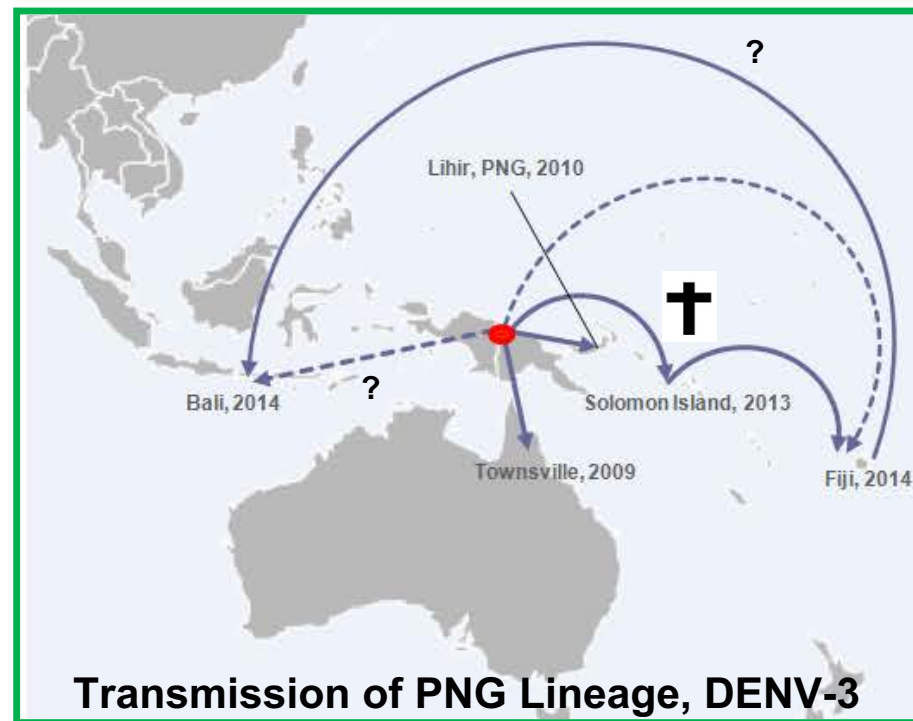 ?
Lihir, PNG, 2010
Bali, 2014
?
Solomon Island, 2013
Townsville, 2009
Fiji, 2014
Transmission of PNG Lineage, DENV-3